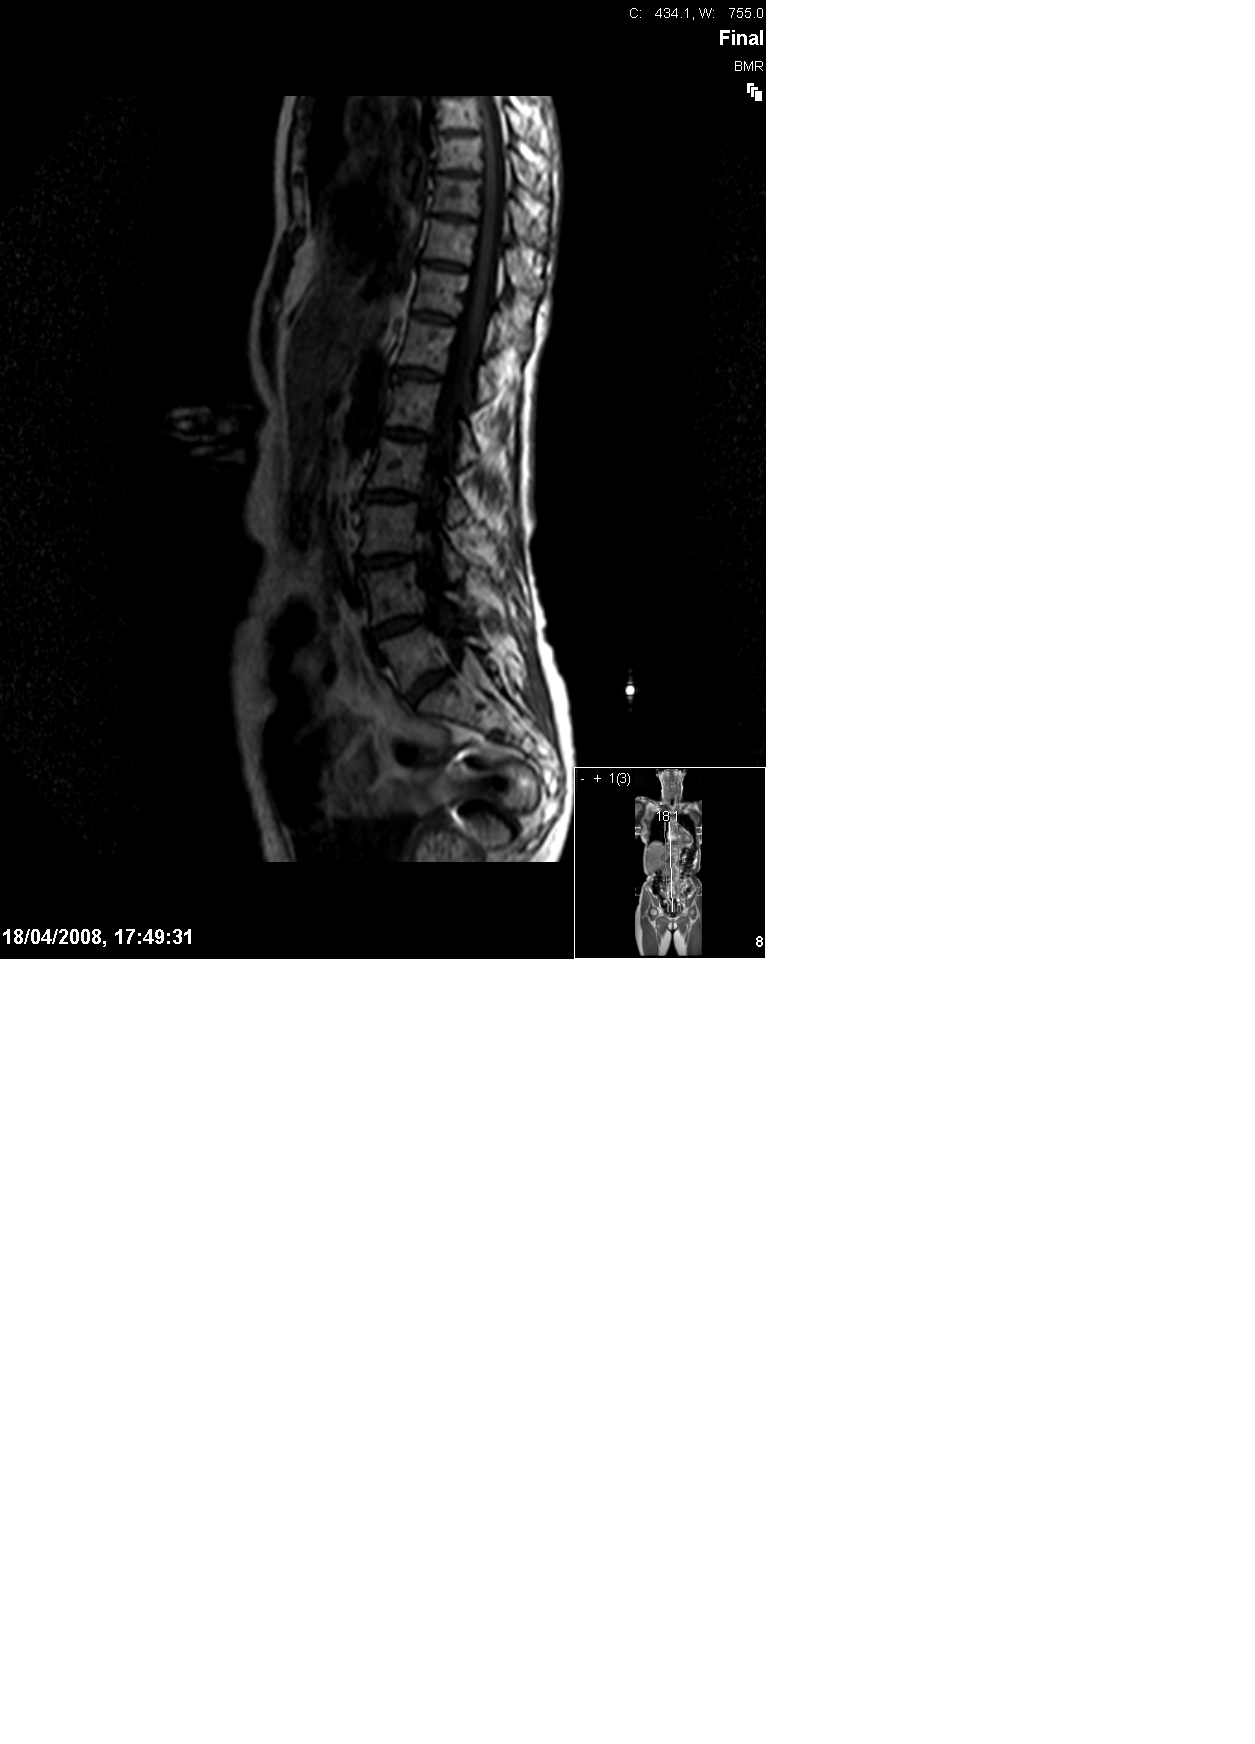 C: 434.1, W: 755.0
Final
BMR
- + 1(3)
18 1
8
18/04/2008, 17:49:31